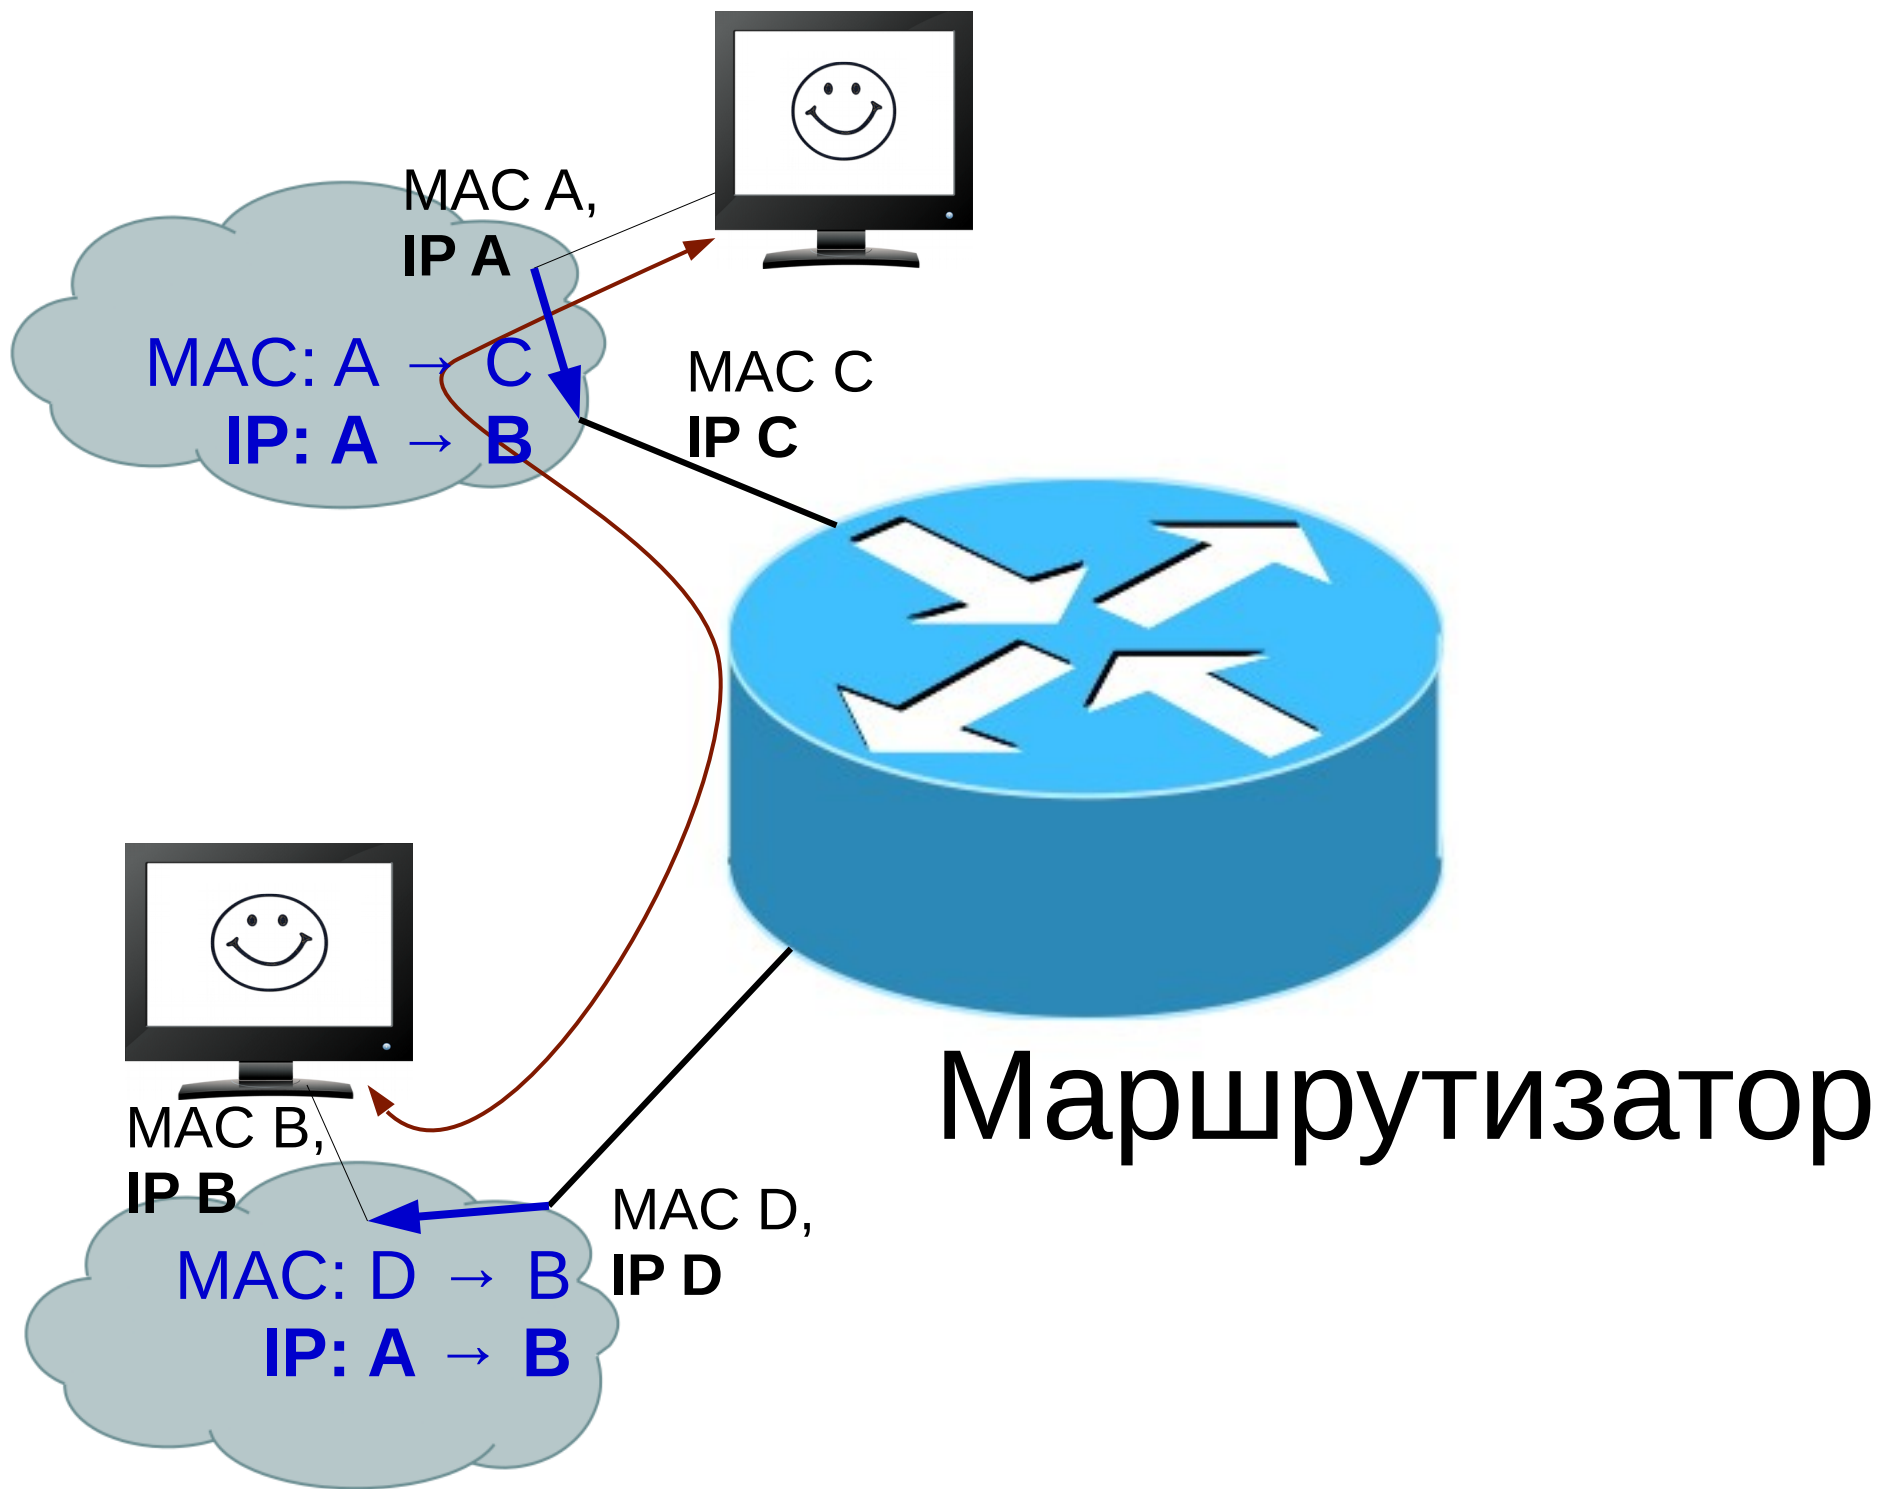 MAC A,
IP A
MAC: A → C
IP: A → B
MAC C
IP C
Маршрутизатор
MAC B,
IP B
MAC D,
IP D
MAC: D → B
IP: A → B